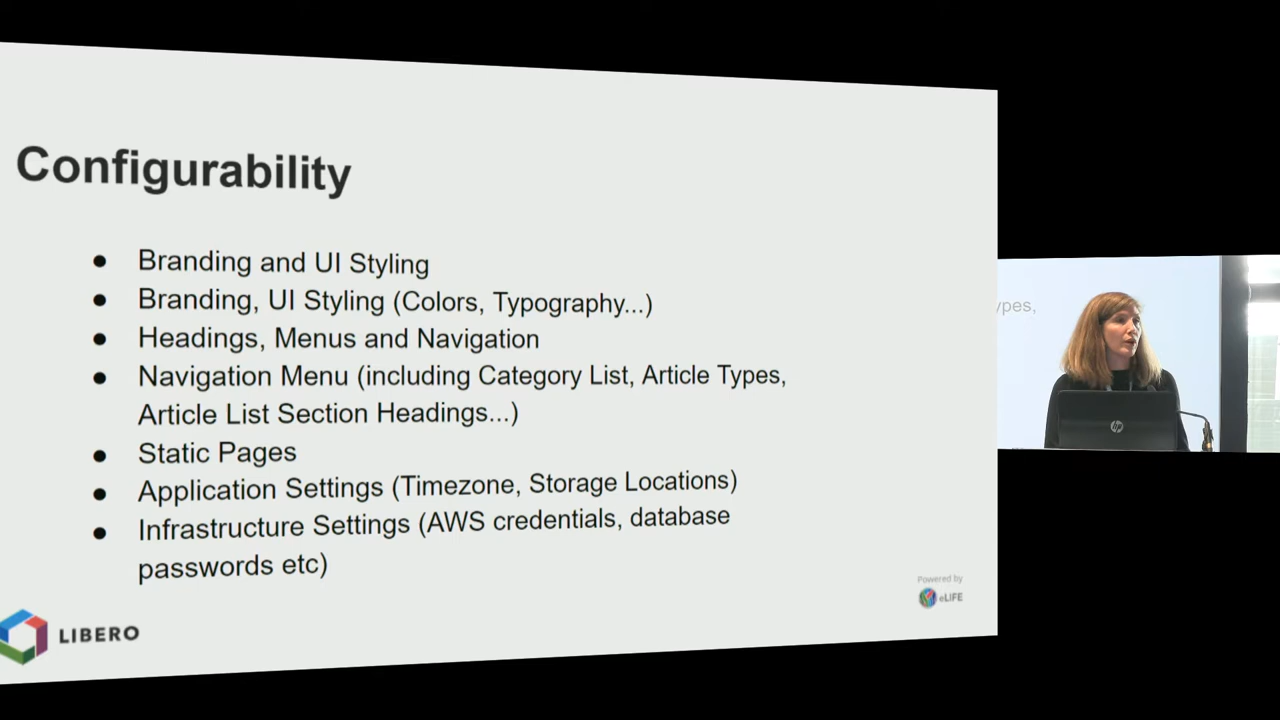 Configurability
● Branding and UI Styling
● Branding, UI Styling (Colors, Typography...)
● Headings, Menus and Navigation
● Navigation Menu (including Category List, Article Types,
Article List Section Headings...)
● Static Pages
● Application Settings (Timezone, Storage Locations)
● Infrastructure Settings (AWS credentials, database
passwords etc)
Powered by
eLIFE
LIBERO
ypes,
hp